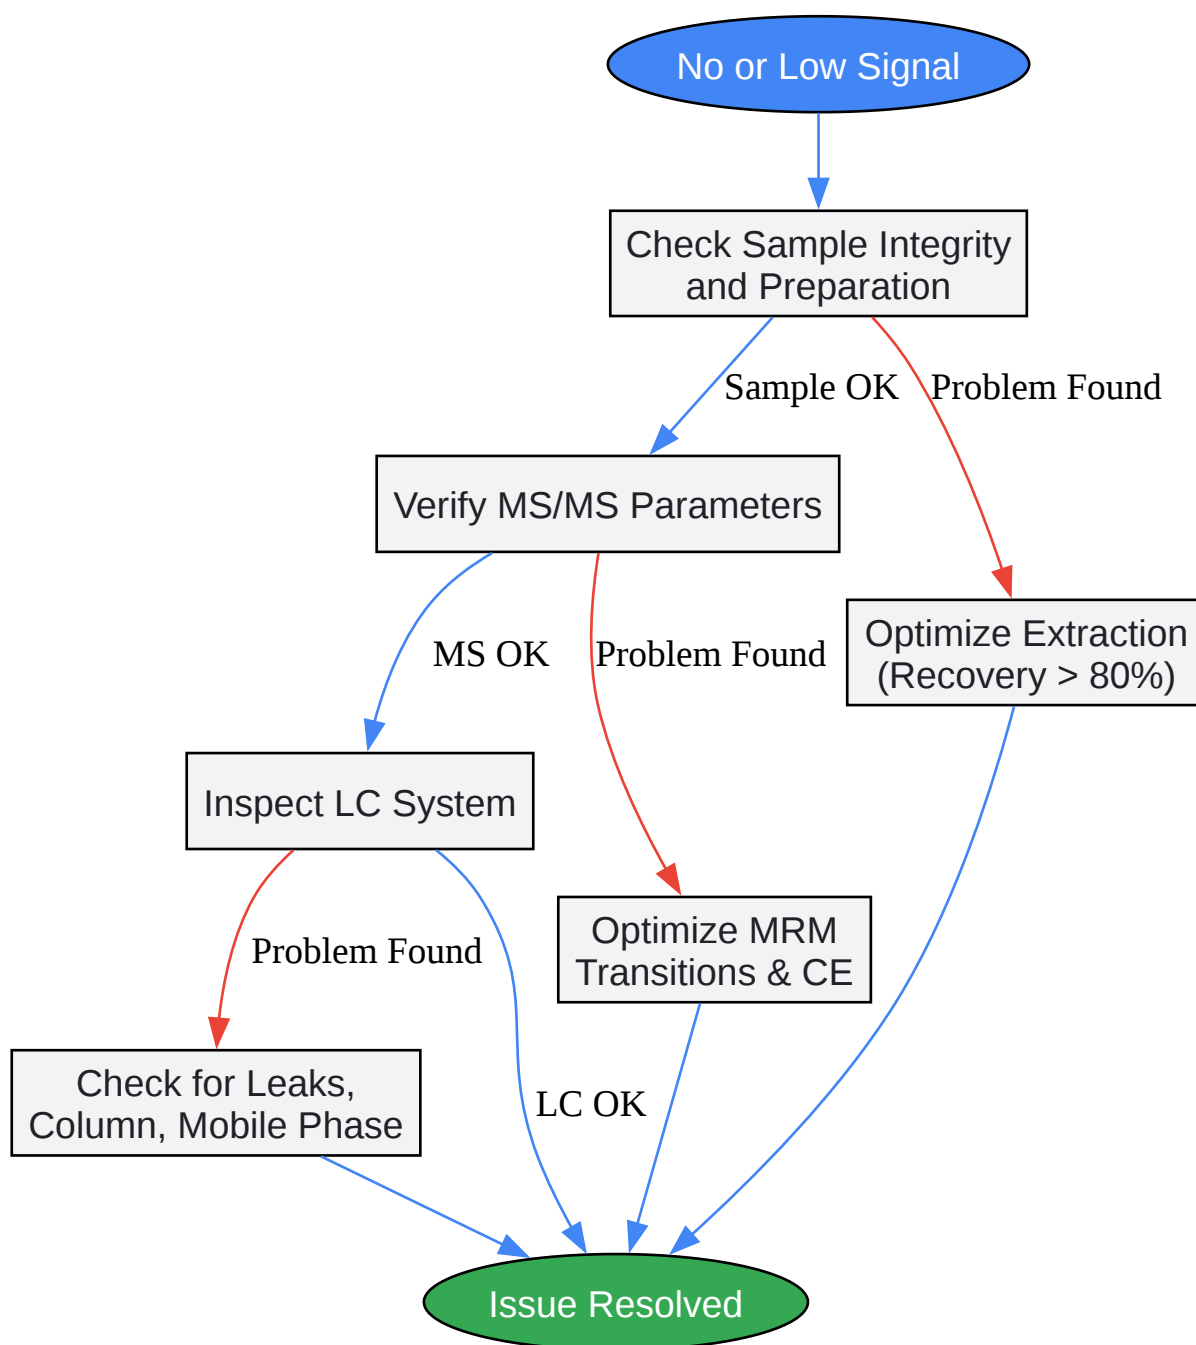 No or Low Signal
Check Sample Integrity
and Preparation
Sample OK
Problem Found
Verify MS/MS Parameters
Optimize Extraction
(Recovery > 80%)
MS OK
Problem Found
Inspect LC System
Optimize MRM
Transitions & CE
Problem Found
Check for Leaks,
Column, Mobile Phase
LC OK
Issue Resolved